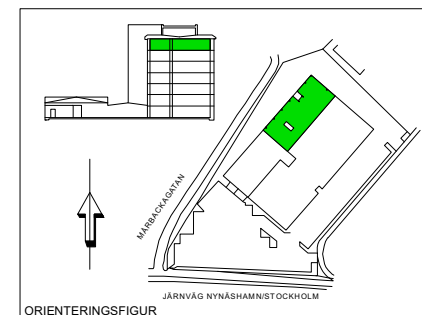 MÅRBACKAGATAN
JÄRNVÄG NYNÄSHAMN/STOCKHOLM
ORIENTERINGSFIGUR